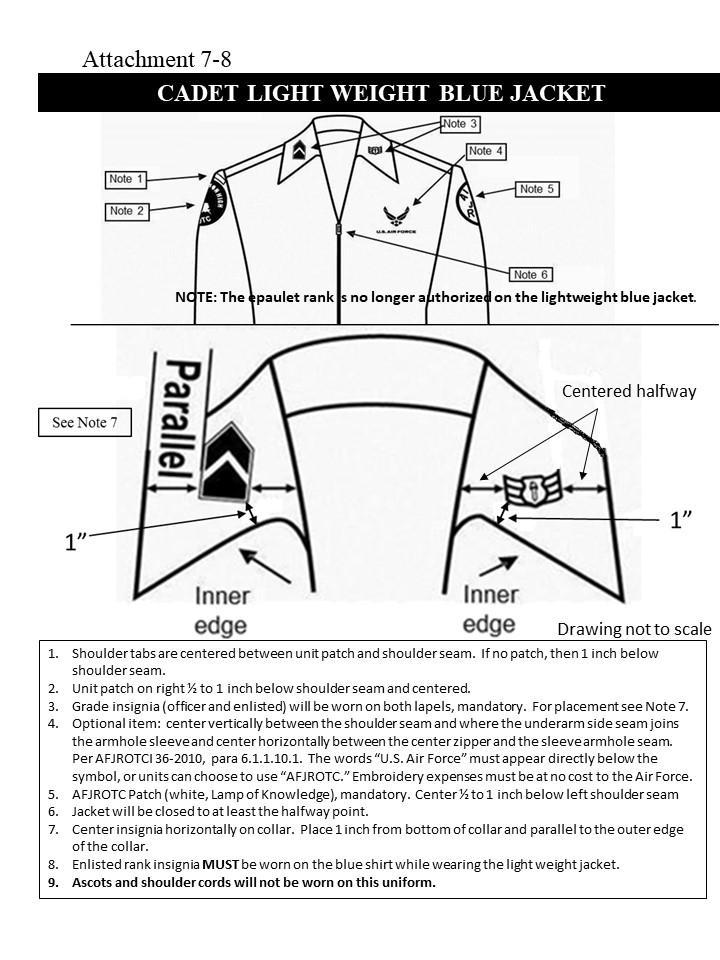 Attachment 7-8
CADET LIGHT WEIGHT BLUE JACKET
Note 3
Note 4
Note 1
Note 5
Note 2
U.S. AIR FORCE
Note 6
NOTE: The epaulet rank is no longer authorized on the lightweight blue jacket.
Parallel
Centered halfway
See Note 7
1”
1”
Inner
edge
Inner
edge
Drawing not to scale
1. Shoulder tabs are centered between unit patch and shoulder seam. If no patch, then 1 inch below
shoulder seam.
2. Unit patch on right ½ to 1 inch below shoulder seam and centered.
3. Grade insignia (officer and enlisted) will be worn on both lapels, mandatory. For placement see Note 7.
4. Optional item: center vertically between the shoulder seam and where the underarm side seam joins
the armhole sleeve and center horizontally between the center zipper and the sleeve armhole seam.
Per AFJROTCI 36-2010, para 6.1.1.10.1. The words “U.S. Air Force” must appear directly below the
symbol, or units can choose to use “AFJROTC.” Embroidery expenses must be at no cost to the Air Force.
5. AFJROTC Patch (white, Lamp of Knowledge), mandatory. Center ½ to 1 inch below left shoulder seam
6. Jacket will be closed to at least the halfway point.
7. Center insignia horizontally on collar. Place 1 inch from bottom of collar and parallel to the outer edge
of the collar.
8. Enlisted rank insignia MUST be worn on the blue shirt while wearing the light weight jacket.
9. Ascots and shoulder cords will not be worn on this uniform.